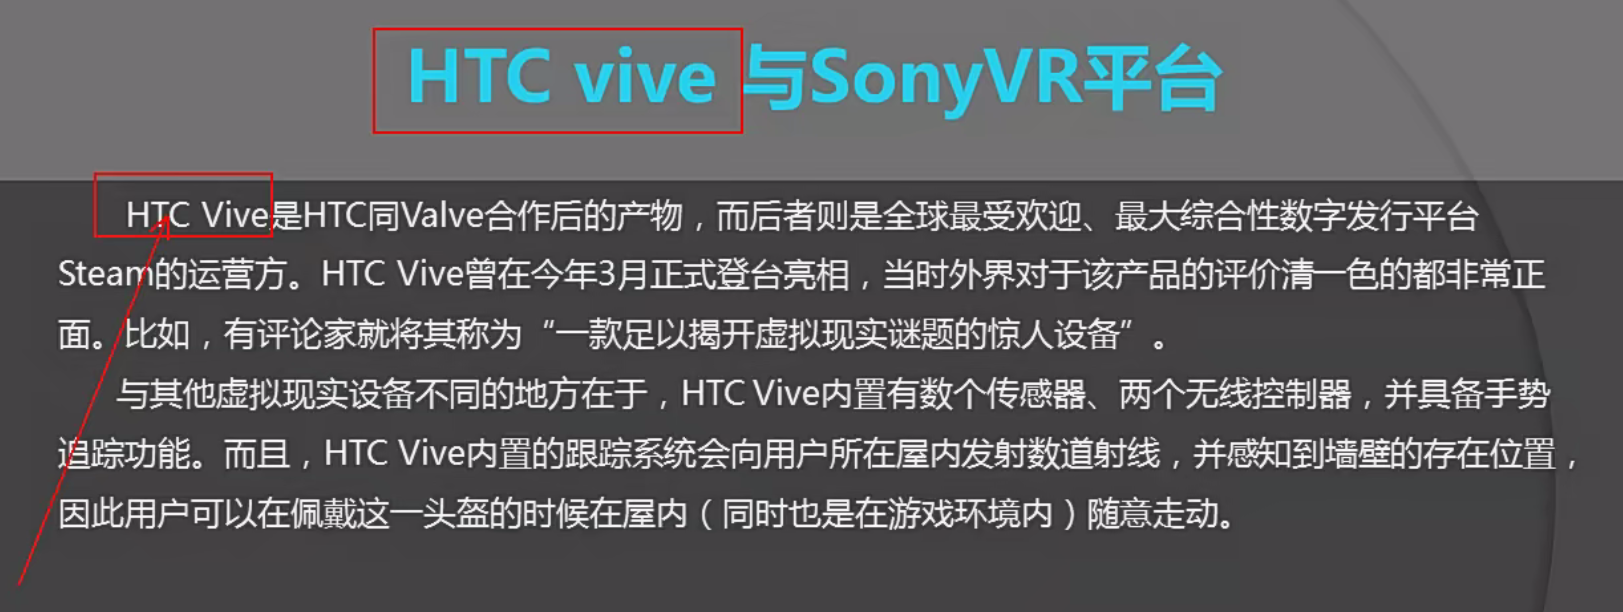 HTC vive 与SonyVR平台
HTC Vive是HTC同Valve合作后的产物，而后者则是全球最受欢迎、最大综合性数字发行平台
Steam的运营方。HTC Vive曾在今年3月正式登台亮相，当时外界对于该产品的评价清一色的都非常正
面。比如，有评论家就将其称为“一款足以揭开虚拟现实谜题的惊人设备”。
与其他虚拟现实设备不同的地方在于，HTC Vive内置有数个传感器、两个无线控制器，并具备手势
追踪功能。而且，HTC Vive内置的跟踪系统会向用户所在屋内发射数道射线，并感知到墙壁的存在位置，
因此用户可以在佩戴这一头盔的时候在屋内（同时也是在游戏环境内）随意走动。